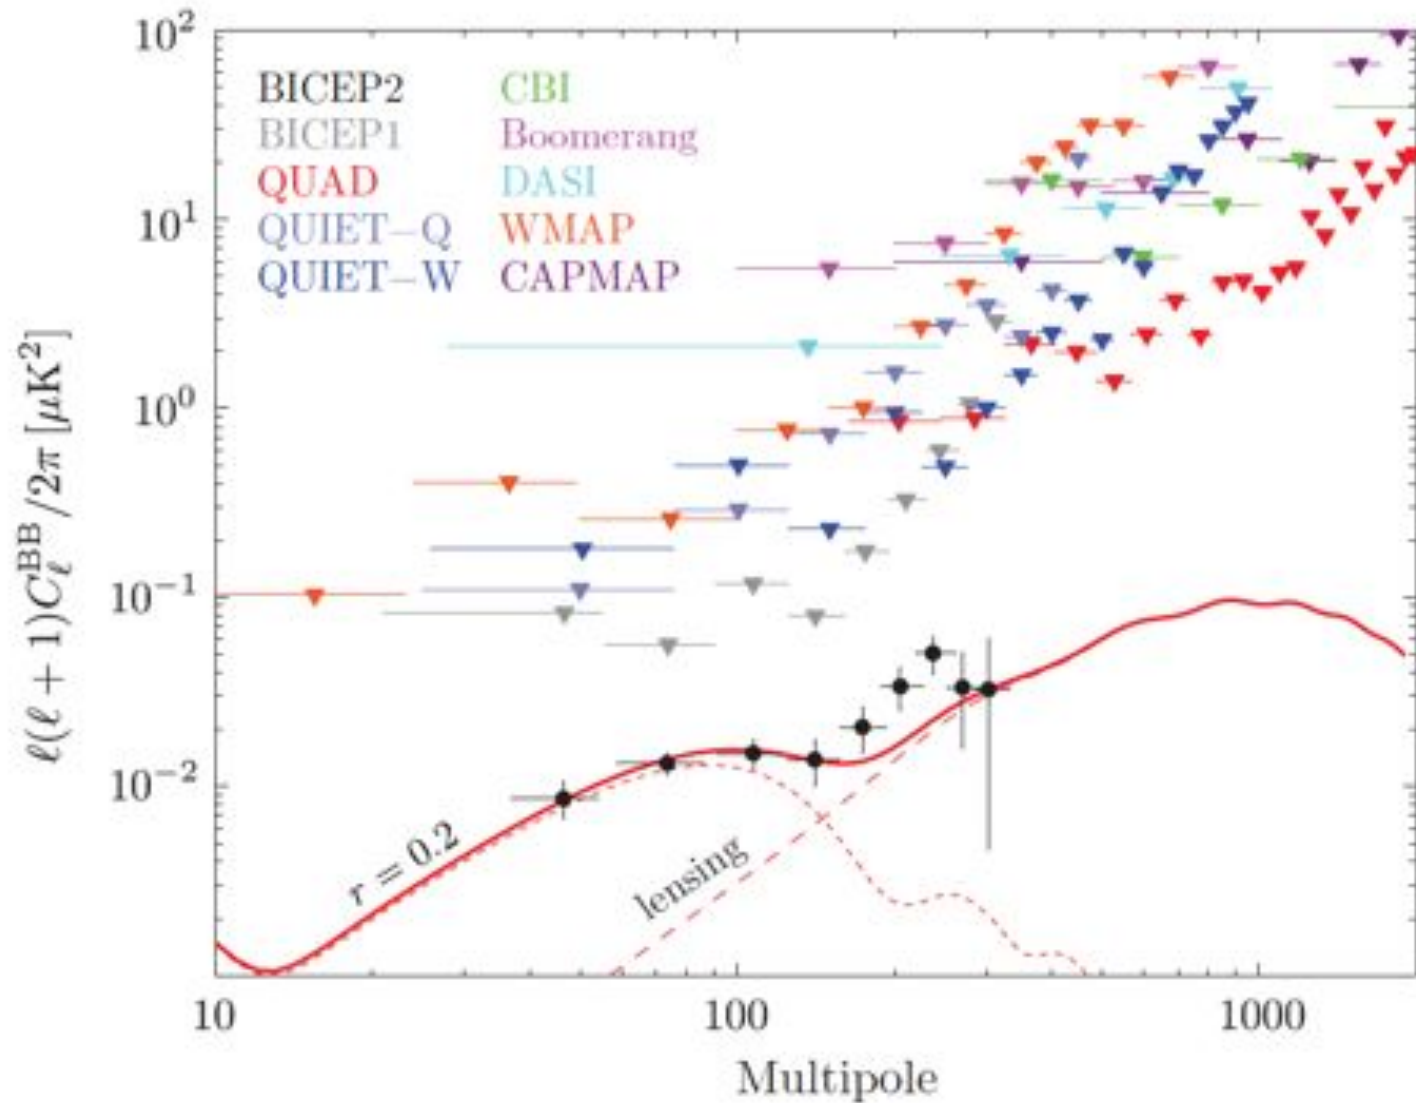 10²
10¹
10⁰
10⁻¹
10⁻²
ℓ(ℓ + 1)C_ℓ^BB/2π [μK²]
BICEP2
BICEP1
QUAD
QUIET−Q
QUIET−W
CBI
Boomerang
DASI
WMAP
CAPMAP
r = 0.2
lensing
10 100 1000
Multipole